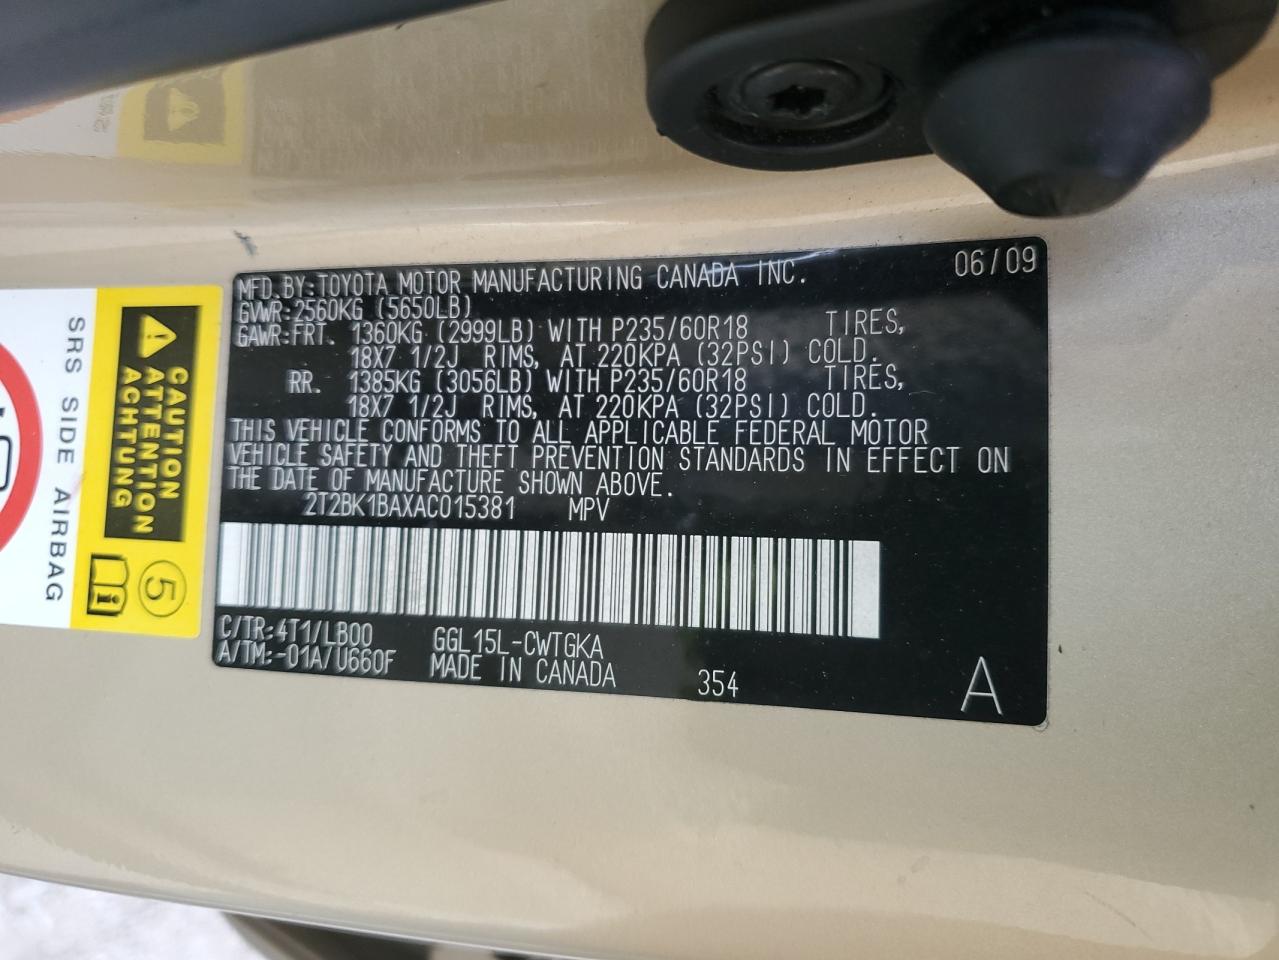 MFD. BY: TOYOTA MOTOR MANUFACTURING CANADA INC. 06/09
GVWR: 2560KG (5650LB)
GAWR: FRT. 1360KG (2999LB) WITH P235/60R18 TIRES,
18X7 1/2J RIMS, AT 220KPA (32PSI) COLD.
RR. 1385KG (3056LB) WITH P235/60R18 TIRES,
18X7 1/2J RIMS, AT 220KPA (32PSI) COLD.
THIS VEHICLE CONFORMS TO ALL APPLICABLE FEDERAL MOTOR
VEHICLE SAFETY AND THEFT PREVENTION STANDARDS IN EFFECT ON
THE DATE OF MANUFACTURE SHOWN ABOVE.
2T2BK1BAXAC015381 MPV
C/TR: 4T1/LB00 GGL15L-CWTGKA
A/TM: -01A/U660F MADE IN CANADA 354 A
CAUTION
ATTENTION
ACHTUNG
5
SRS SIDE AIRBAG